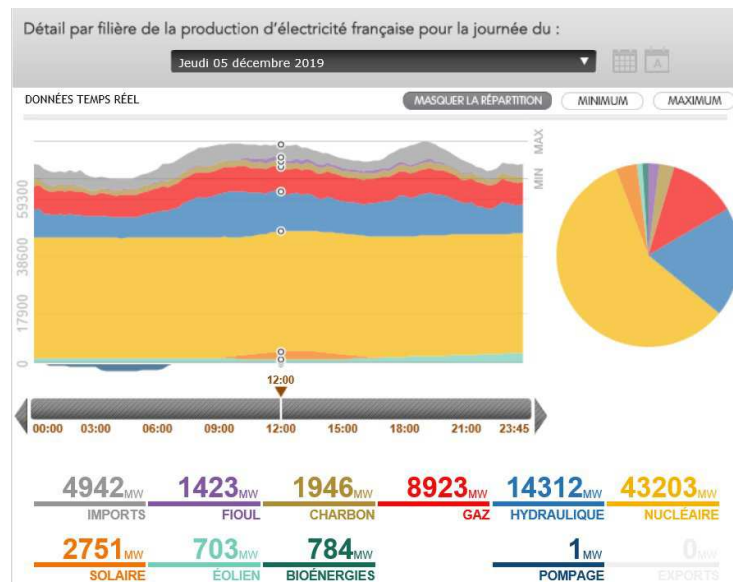 Détail par filière de la production d'électricité française pour la journée du :
Jeudi 05 décembre 2019
A
DONNÉES TEMPS RÉEL
MASQUER LA RÉPARTITION
MINIMUM
MAXIMUM
MAX
MIN
59300
38600
17900
0
12:00
00:00 03:00 06:00 09:00 12:00 15:00 18:00 21:00 23:45
4942MW 1423MW 1946MW 8923MW 14312MW 43203MW
IMPORTS FIOUL CHARBON GAZ HYDRAULIQUE NUCLÉAIRE
2751MW 703MW 784MW 1MW 0MW
SOLAIRE ÉOLIEN BIOÉNERGIES POMPAGE EXPORTS